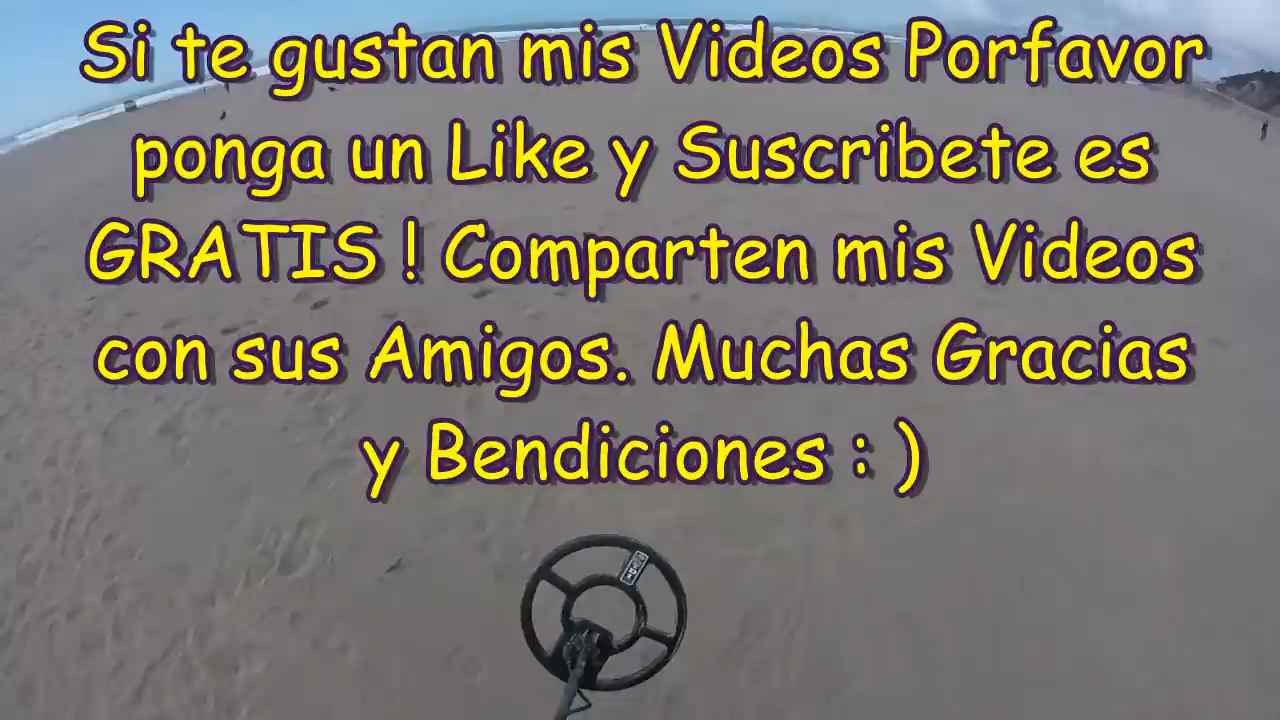 Si te gustan mis Videos Porfavor
ponga un Like y Suscribete es
GRATIS ! Comparten mis Videos
con sus Amigos. Muchas Gracias
y Bendiciones : )